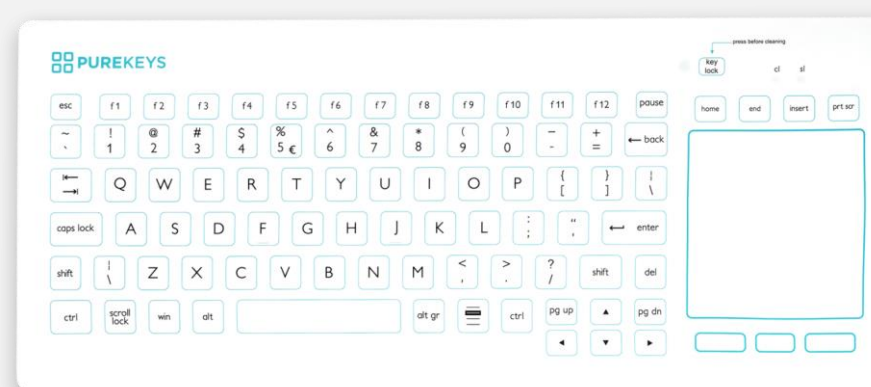 press before cleaning
PUREKEYS
key
lock
cl sl
esc f1 f2 f3 f4 f5 f6 f7 f8 f9 f10 f11 f12 pause home end insert prt scr
~ ! @ # $ % ^ & * ( ) – +
` 1 2 3 4 5 € 6 7 8 9 0 - = ← back
Q W E R T Y U I O P { } ¦
[ ] \
caps lock A S D F G H J K L : “ enter
; '
shift ¦ Z X C V B N M < > ? shift del
\ , . /
ctrl scroll win alt alt gr ctrl pg up ▲ pg dn
lock
◄ ▼ ►